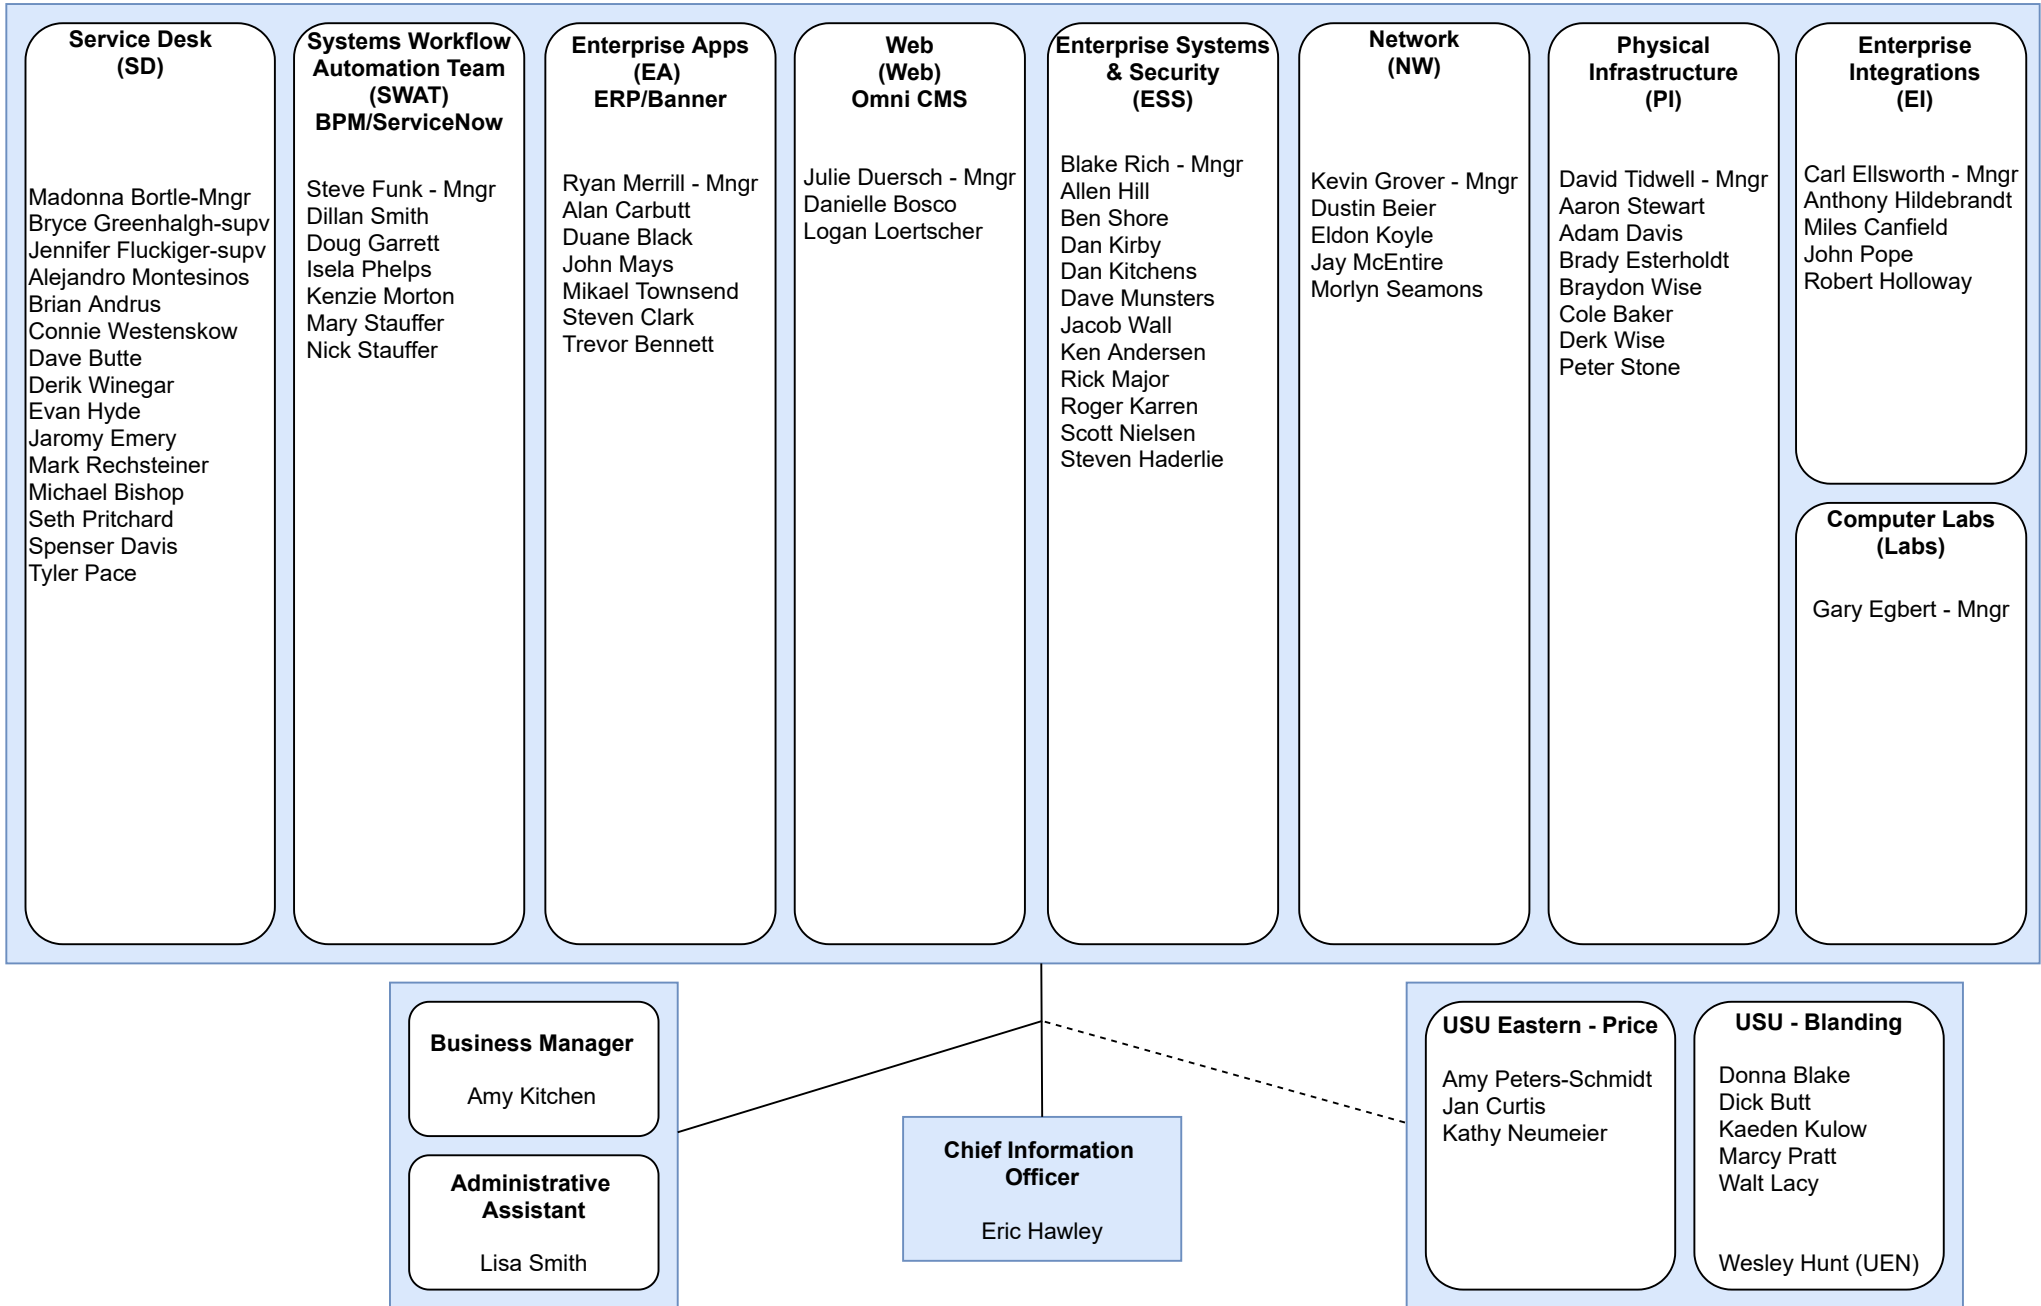 Service Desk
(SD)
Madonna Bortle-Mngr
Bryce Greenhalgh-supv
Jennifer Fluckiger-supv
Alejandro Montesinos
Brian Andrus
Connie Westenskow
Dave Butte
Derik Winegar
Evan Hyde
Jaromy Emery
Mark Rechsteiner
Michael Bishop
Seth Pritchard
Spenser Davis
Tyler Pace
Systems Workflow
Automation Team
(SWAT)
BPM/ServiceNow
Steve Funk - Mngr
Dillan Smith
Doug Garrett
Isela Phelps
Kenzie Morton
Mary Stauffer
Nick Stauffer
Enterprise Apps
(EA)
ERP/Banner
Ryan Merrill - Mngr
Alan Carbutt
Duane Black
John Mays
Mikael Townsend
Steven Clark
Trevor Bennett
Web
(Web)
Omni CMS
Julie Duersch - Mngr
Danielle Bosco
Logan Loertscher
Enterprise Systems
& Security
(ESS)
Blake Rich - Mngr
Allen Hill
Ben Shore
Dan Kirby
Dan Kitchens
Dave Munsters
Jacob Wall
Ken Andersen
Rick Major
Roger Karren
Scott Nielsen
Steven Haderlie
Network
(NW)
Kevin Grover - Mngr
Dustin Beier
Eldon Koyle
Jay McEntire
Morlyn Seamons
Physical
Infrastructure
(PI)
David Tidwell - Mngr
Aaron Stewart
Adam Davis
Brady Esterholdt
Braydon Wise
Cole Baker
Derk Wise
Peter Stone
Enterprise
Integrations
(EI)
Carl Ellsworth - Mngr
Anthony Hildebrandt
Miles Canfield
John Pope
Robert Holloway
Computer Labs
(Labs)
Gary Egbert - Mngr
Business Manager
Amy Kitchen
Administrative
Assistant
Lisa Smith
Chief Information
Officer
Eric Hawley
USU Eastern - Price
Amy Peters-Schmidt
Jan Curtis
Kathy Neumeier
USU - Blanding
Donna Blake
Dick Butt
Kaeden Kulow
Marcy Pratt
Walt Lacy
Wesley Hunt (UEN)